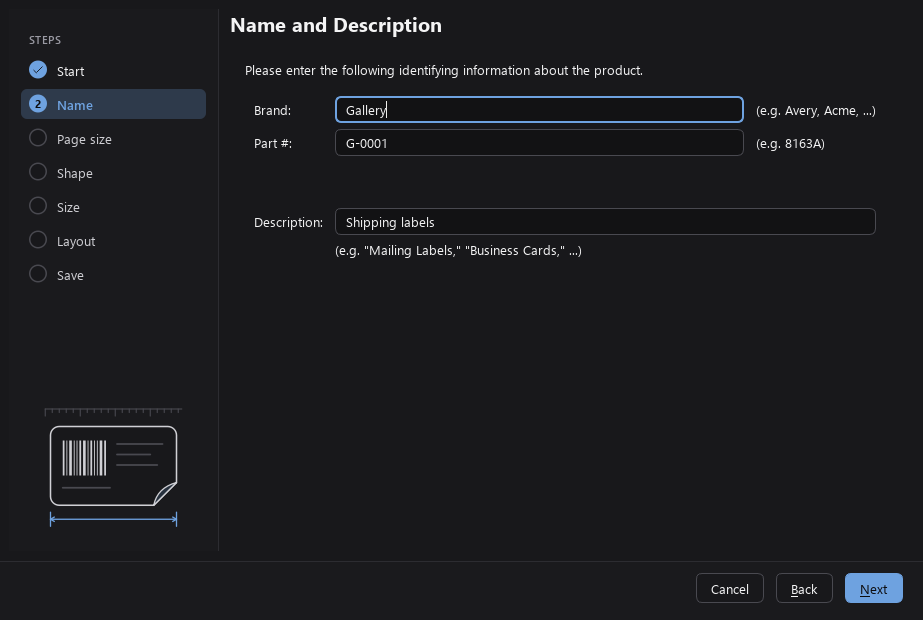 STEPS
Start
2 Name
Page size
Shape
Size
Layout
Save
Name and Description
Please enter the following identifying information about the product.
Brand: Gallery (e.g. Avery, Acme, ...)
Part #: G-0001 (e.g. 8163A)
Description: Shipping labels
(e.g. "Mailing Labels," "Business Cards," ...)
Cancel Back Next